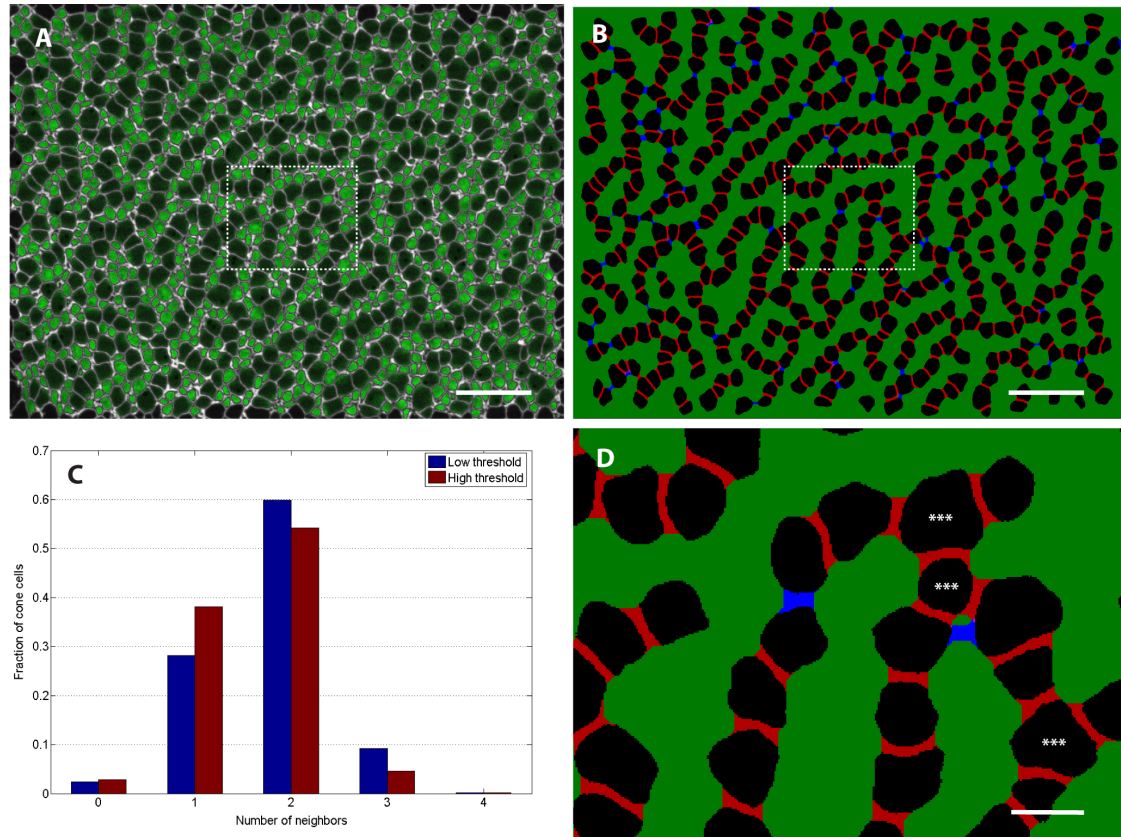 A
B
C
0.7
0.6
0.5
0.4
0.3
0.2
0.1
0
Fraction of cone cells
Low threshold
High threshold
0 1 2 3 4
Number of neighbors
D
***
***
***